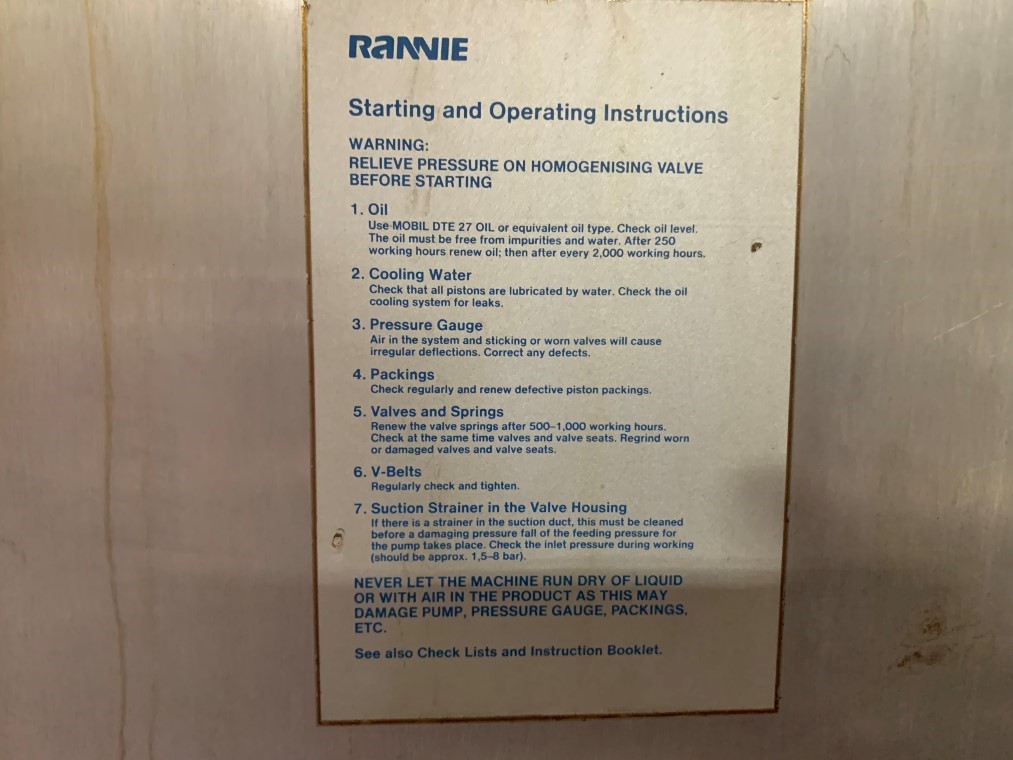 RANNIE
Starting and Operating Instructions
WARNING:
RELIEVE PRESSURE ON HOMOGENISING VALVE
BEFORE STARTING
1. Oil
Use MOBIL DTE 27 OIL or equivalent oil type. Check oil level.
The oil must be free from impurities and water. After 250
working hours renew oil; then after every 2,000 working hours.
2. Cooling Water
Check that all pistons are lubricated by water. Check the oil
cooling system for leaks.
3. Pressure Gauge
Air in the system and sticking or worn valves will cause
irregular deflections. Correct any defects.
4. Packings
Check regularly and renew defective piston packings.
5. Valves and Springs
Renew the valve springs after 500–1,000 working hours.
Check at the same time valves and valve seats. Regrind worn
or damaged valves and valve seats.
6. V-Belts
Regularly check and tighten.
7. Suction Strainer in the Valve Housing
If there is a strainer in the suction duct, this must be cleaned
before a damaging pressure fall of the feeding pressure for
the pump takes place. Check the inlet pressure during working
(should be approx. 1,5–8 bar).
NEVER LET THE MACHINE RUN DRY OF LIQUID
OR WITH AIR IN THE PRODUCT AS THIS MAY
DAMAGE PUMP, PRESSURE GAUGE, PACKINGS,
ETC.
See also Check Lists and Instruction Booklet.